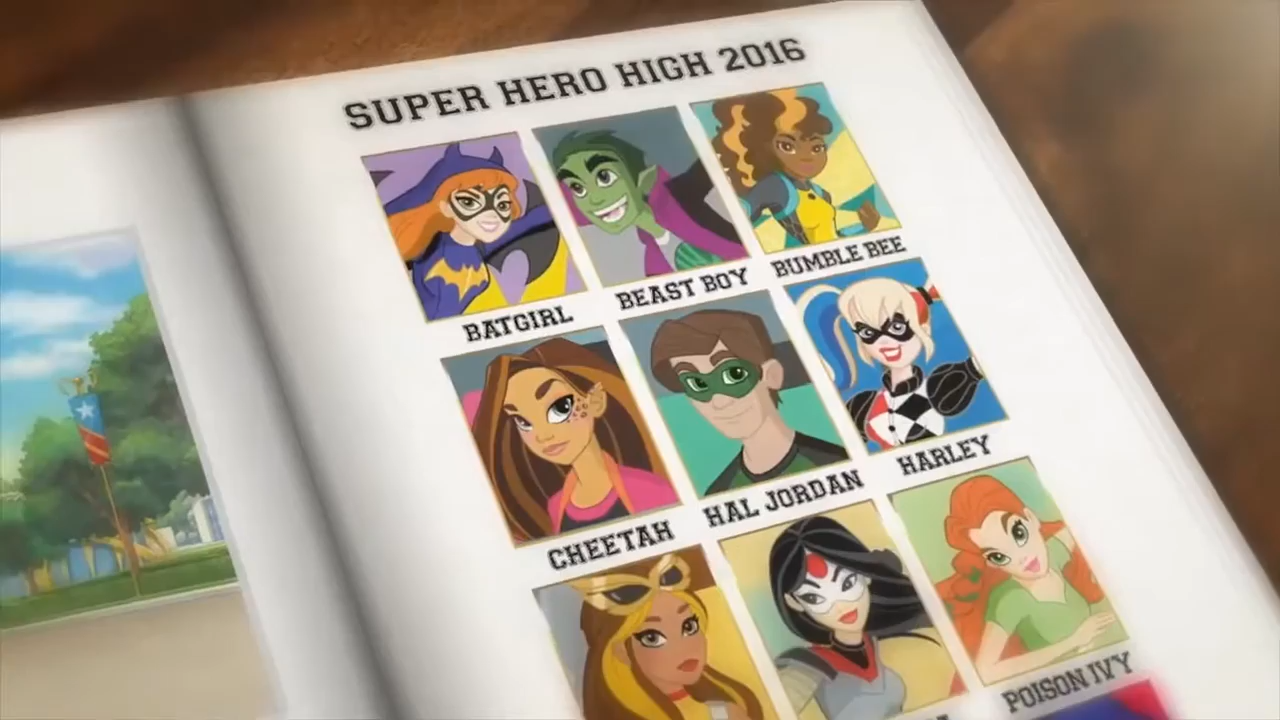 SUPER HERO HIGH 2016
BATGIRL
BEAST BOY
BUMBLE BEE
CHEETAH
HAL JORDAN
HARLEY
POISON IVY